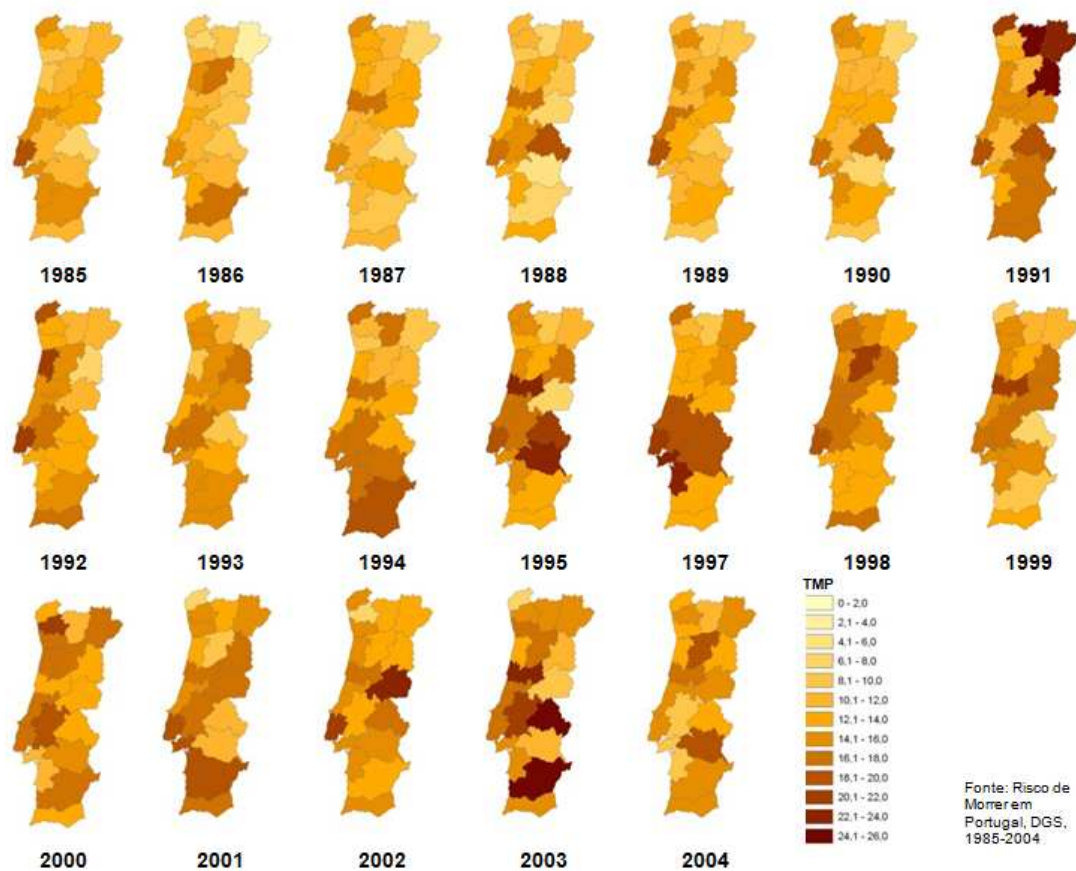 1985 1986 1987 1988 1989 1990 1991
1992 1993 1994 1995 1997 1998 1999
TMP
0 - 2,0
2,1 - 4,0
4,1 - 6,0
6,1 - 8,0
8,1 - 10,0
10,1 - 12,0
12,1 - 14,0
14,1 - 16,0
16,1 - 18,0
18,1 - 20,0
20,1 - 22,0
22,1 - 24,0
24,1 - 26,0
Fonte: Risco de
Morrer em
Portugal, DGS,
1985-2004
2000 2001 2002 2003 2004